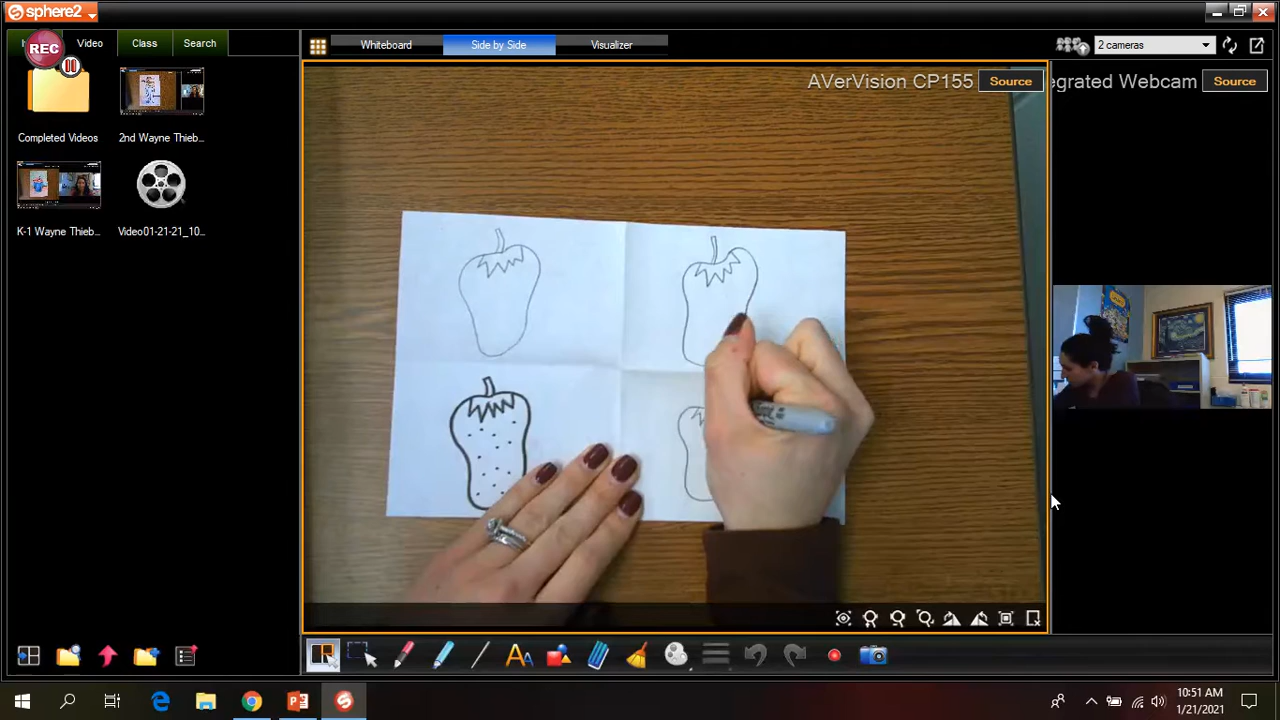 sphere2
REC
Video
Class
Search
Whiteboard
Side by Side
Visualizer
2 cameras
AVerVision CP155
Source
egrated Webcam
Source
Completed Videos
2nd Wayne Thieb...
K-1 Wayne Thieb...
Video01-21-21_10...
10:51 AM
1/21/2021